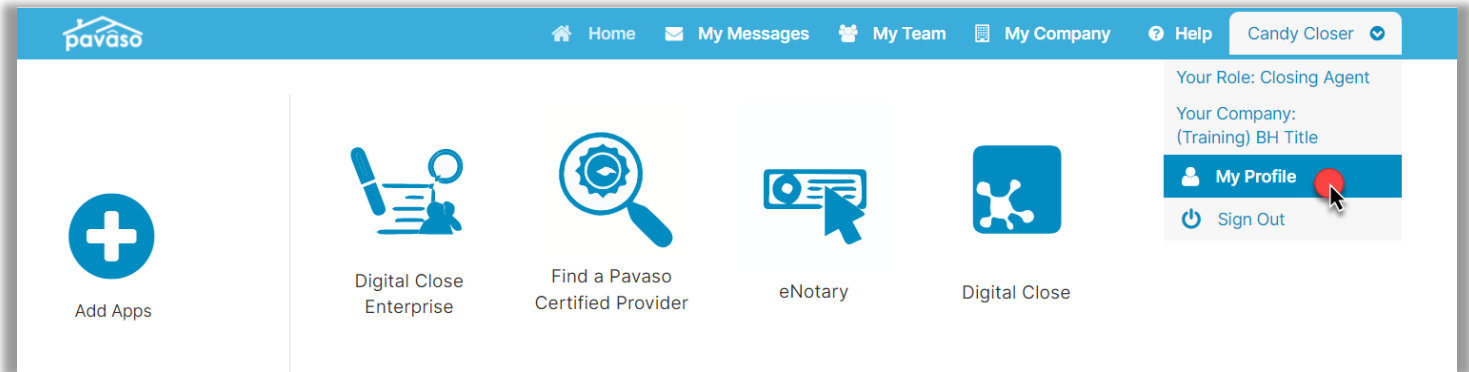 pavaso
Home
My Messages
My Team
My Company
Help
Candy Closer
Your Role: Closing Agent
Your Company:
(Training) BH Title
My Profile
Sign Out
Add Apps
Digital Close
Enterprise
Find a Pavaso
Certified Provider
eNotary
Digital Close